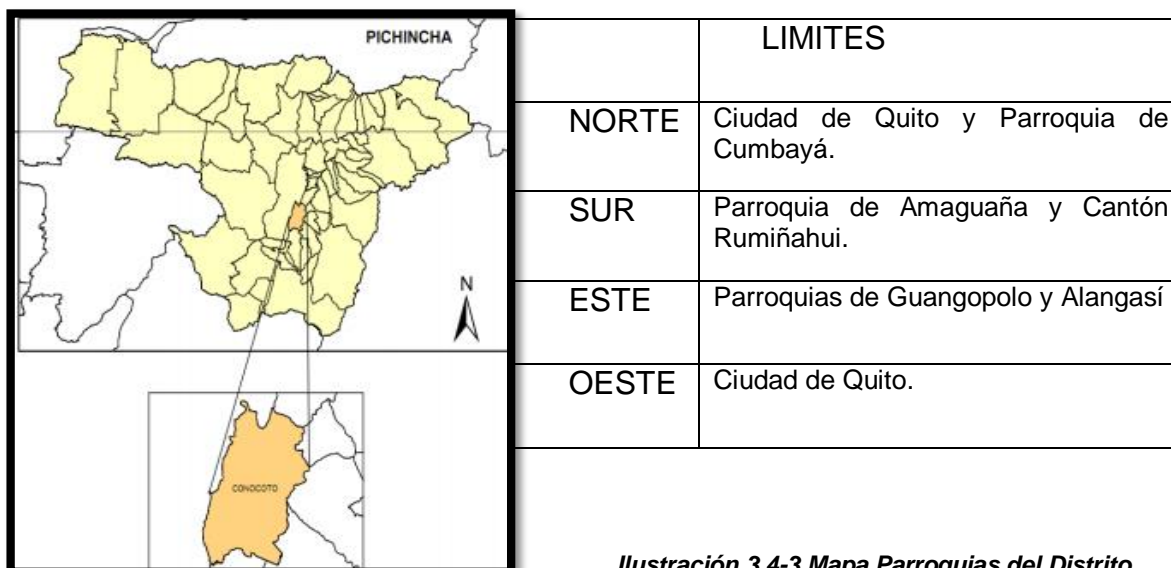 PICHINCHA
N
CONOCOTO
LIMITES
NORTE
Ciudad de Quito y Parroquia de
Cumbayá.
SUR
Parroquia de Amaguaña y Cantón
Rumiñahui.
ESTE
Parroquias de Guangopolo y Alangasí
OESTE
Ciudad de Quito.
Ilustración 3.4-3 Mapa Parroquias del Distrito